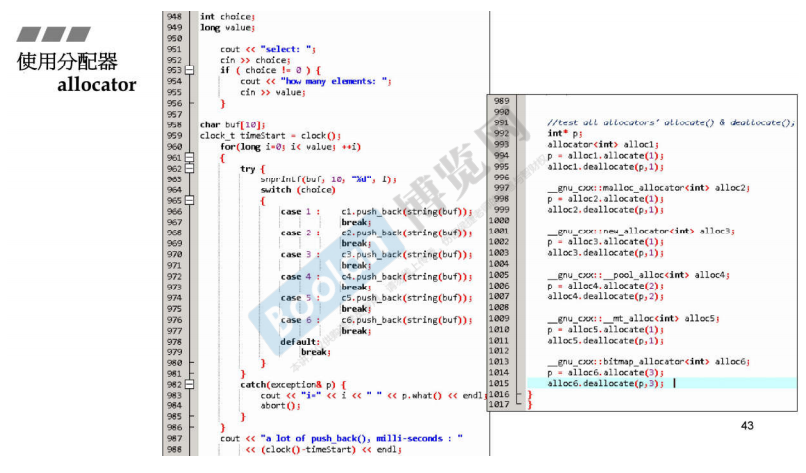 使用分配器
allocator
948 int choice;
949 long value;
950
951 cout << "select: ";
952 cin >> choice;
953 if ( choice != 0 ) {
954 cout << "how many elements: ";
955 cin >> value;
956 }
957
958 char buf[10];
959 clock_t timeStart = clock();
960 for(long i=0; i< value; ++i)
961 {
962 try {
963 snprintf(buf, 10, "%d", i);
964 switch (choice)
965 {
966 case 1 : c1.push_back(string(buf));
967 break;
968 case 2 : c2.push_back(string(buf));
969 break;
970 case 3 : c3.push_back(string(buf));
971 break;
972 case 4 : c4.push_back(string(buf));
973 break;
974 case 5 : c5.push_back(string(buf));
975 break;
976 case 6 : c6.push_back(string(buf));
977 break;
978 default:
979 break;
980 }
981 }
982 catch(exception& p) {
983 cout << "i=" << i << " " << p.what() << endl;
984 abort();
985 }
986 }
987 cout << "a lot of push_back(), milli-seconds : "
988 << (clock()-timeStart) << endl;
989
990
991 //test all allocators' allocate() & deallocate();
992 int* p;
993 allocator<int> alloc1;
994 p = alloc1.allocate(1);
995 alloc1.deallocate(p,1);
996
997 __gnu_cxx::malloc_allocator<int> alloc2;
998 p = alloc2.allocate(1);
999 alloc2.deallocate(p,1);
1000
1001 __gnu_cxx::new_allocator<int> alloc3;
1002 p = alloc3.allocate(1);
1003 alloc3.deallocate(p,1);
1004
1005 __gnu_cxx::__pool_alloc<int> alloc4;
1006 p = alloc4.allocate(2);
1007 alloc4.deallocate(p,2);
1008
1009 __gnu_cxx::__mt_alloc<int> alloc5;
1010 p = alloc5.allocate(1);
1011 alloc5.deallocate(p,1);
1012
1013 __gnu_cxx::bitmap_allocator<int> alloc6;
1014 p = alloc6.allocate(3);
1015 alloc6.deallocate(p,3);
1016 }
1017 }
Boolan 博览网
43